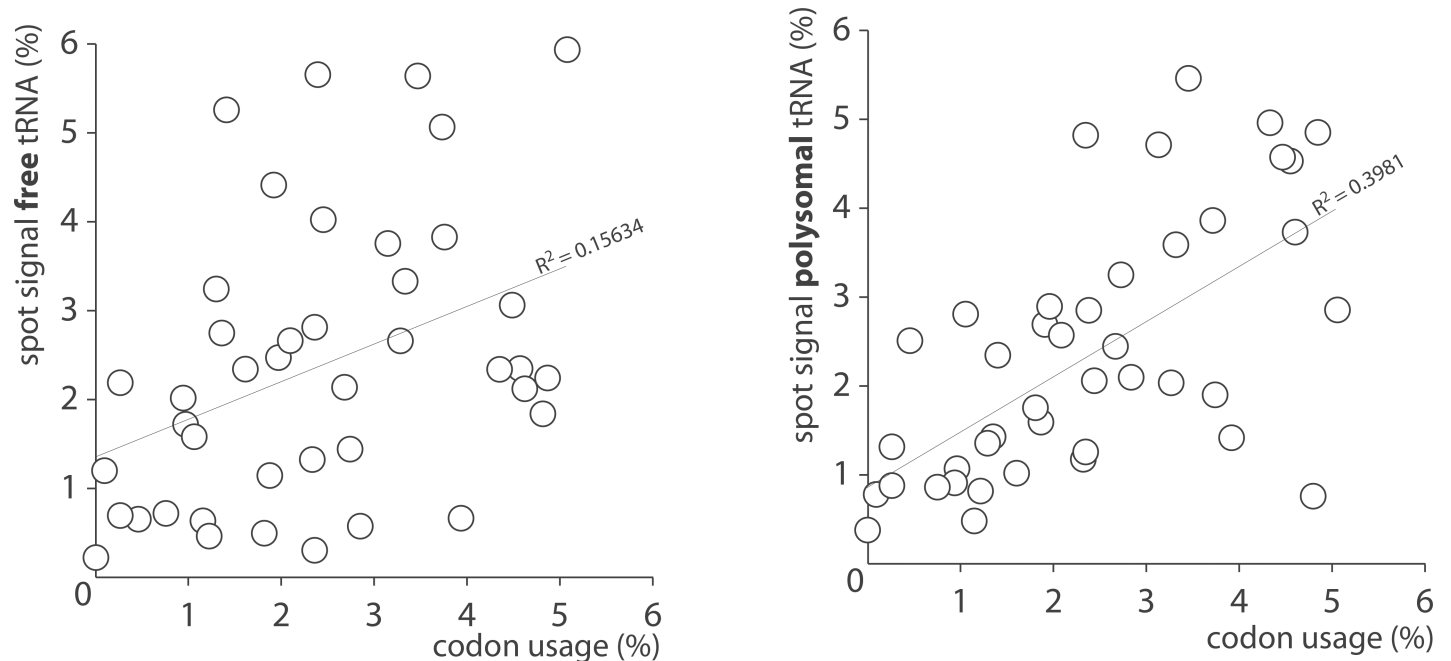 spot signal free tRNA (%)
6
5
4
3
2
1
0
1 2 3 4 5 6
codon usage (%)
R² = 0.15634
spot signal polysomal tRNA (%)
6
5
4
3
2
1
0
1 2 3 4 5 6
codon usage (%)
R² = 0.3981